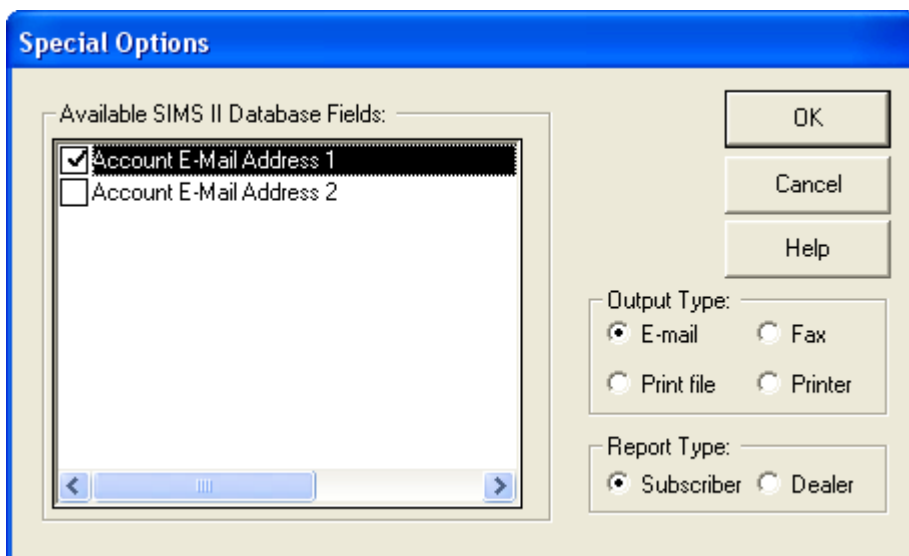 Special Options
Available SIMS II Database Fields:
Account E-Mail Address 1
Account E-Mail Address 2
OK
Cancel
Help
Output Type:
E-mail Fax
Print file Printer
Report Type:
Subscriber Dealer